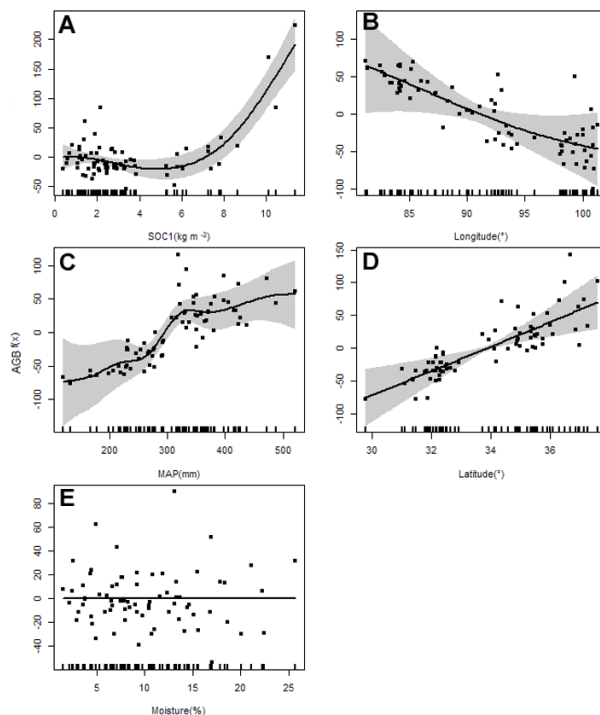 A
200
150
100
50
0
-50
0 2 4 6 8 10
SOC1(kg m -2)
B
100
50
0
-50
-100
85 90 95 100
Longitude(°)
C
100
50
0
-50
-100
200 300 400 500
MAP(mm)
AGB f(x)
D
150
100
50
0
-50
-100
30 32 34 36
Latitude(°)
E
80
60
40
20
0
-20
-40
5 10 15 20 25
Moisture(%)